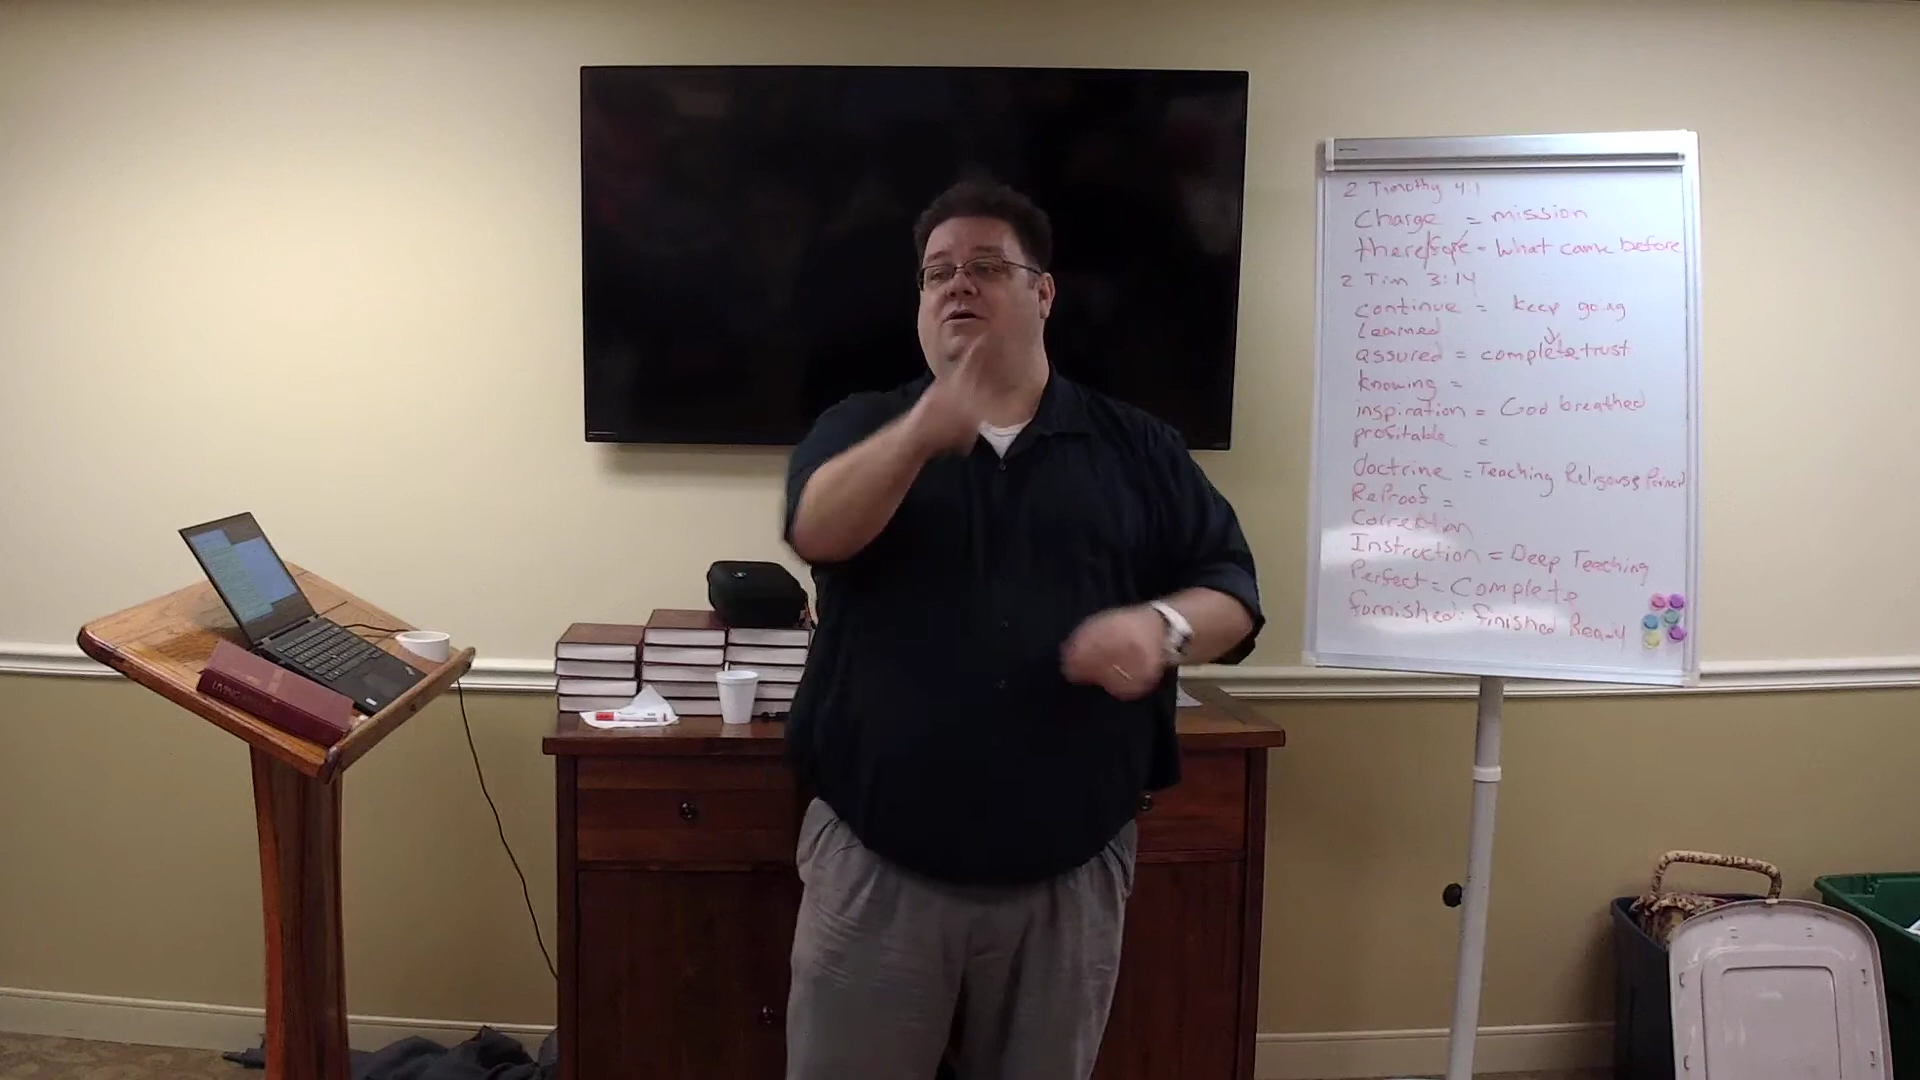 2 Timothy 4:1
Charge = mission
therefore = What came before
2 Tim 3:14
continue = keep going
Learned
assured = complete trust
knowing =
inspiration = God breathed
profitable =
doctrine = Teaching Religous
Reproof =
Correction
Instruction = Deep Teaching
Perfect = Complete
furnished: finished Ready
LIVING